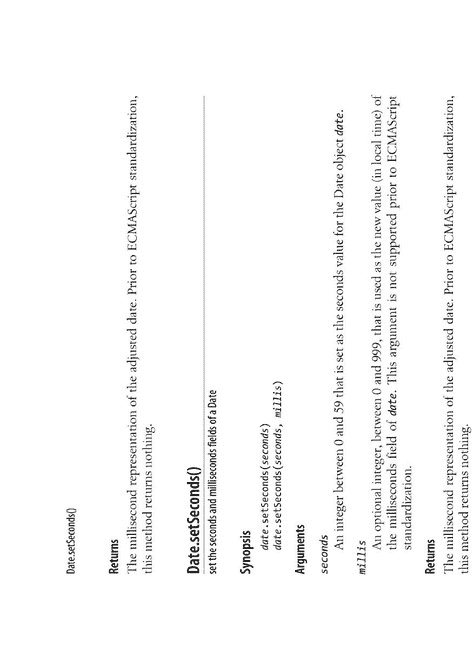 Date.setSeconds()
Returns
The millisecond representation of the adjusted date. Prior to ECMAScript standardization,
this method returns nothing.
Date.setSeconds()
set the seconds and milliseconds fields of a Date
Synopsis
date.setSeconds(seconds)
date.setSeconds(seconds, millis)
Arguments
seconds
An integer between 0 and 59 that is set as the seconds value for the Date object date.
millis
An optional integer, between 0 and 999, that is used as the new value (in local time) of
the milliseconds field of date. This argument is not supported prior to ECMAScript
standardization.
Returns
The millisecond representation of the adjusted date. Prior to ECMAScript standardization,
this method returns nothing.